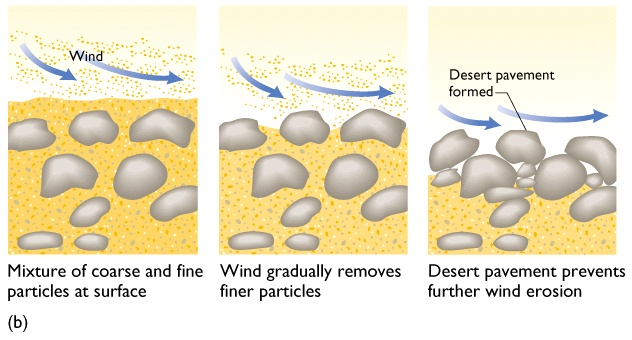 Wind
Desert pavement
formed
Mixture of coarse and fine
particles at surface
Wind gradually removes
finer particles
Desert pavement prevents
further wind erosion
(b)